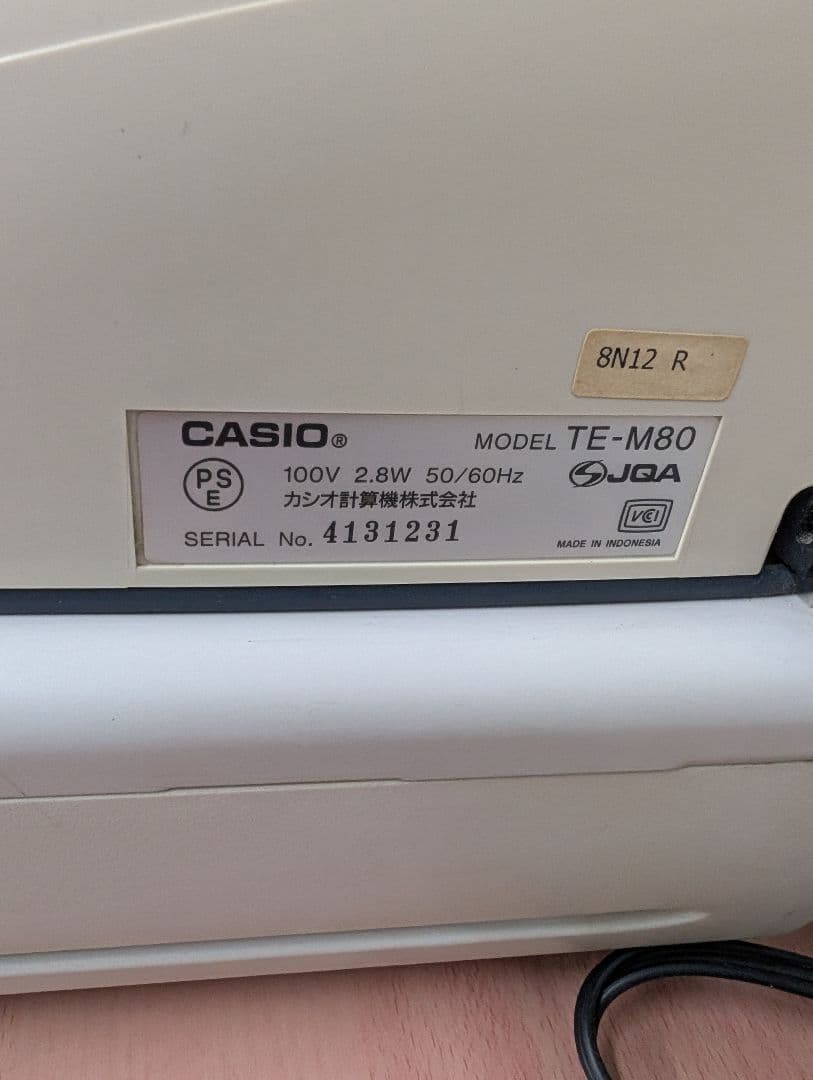 8N12 R
CASIO®
MODEL TE-M80
PS
E
100V 2.8W 50/60Hz
JQA
カシオ計算機株式会社
VCI
SERIAL No. 4131231
MADE IN INDONESIA